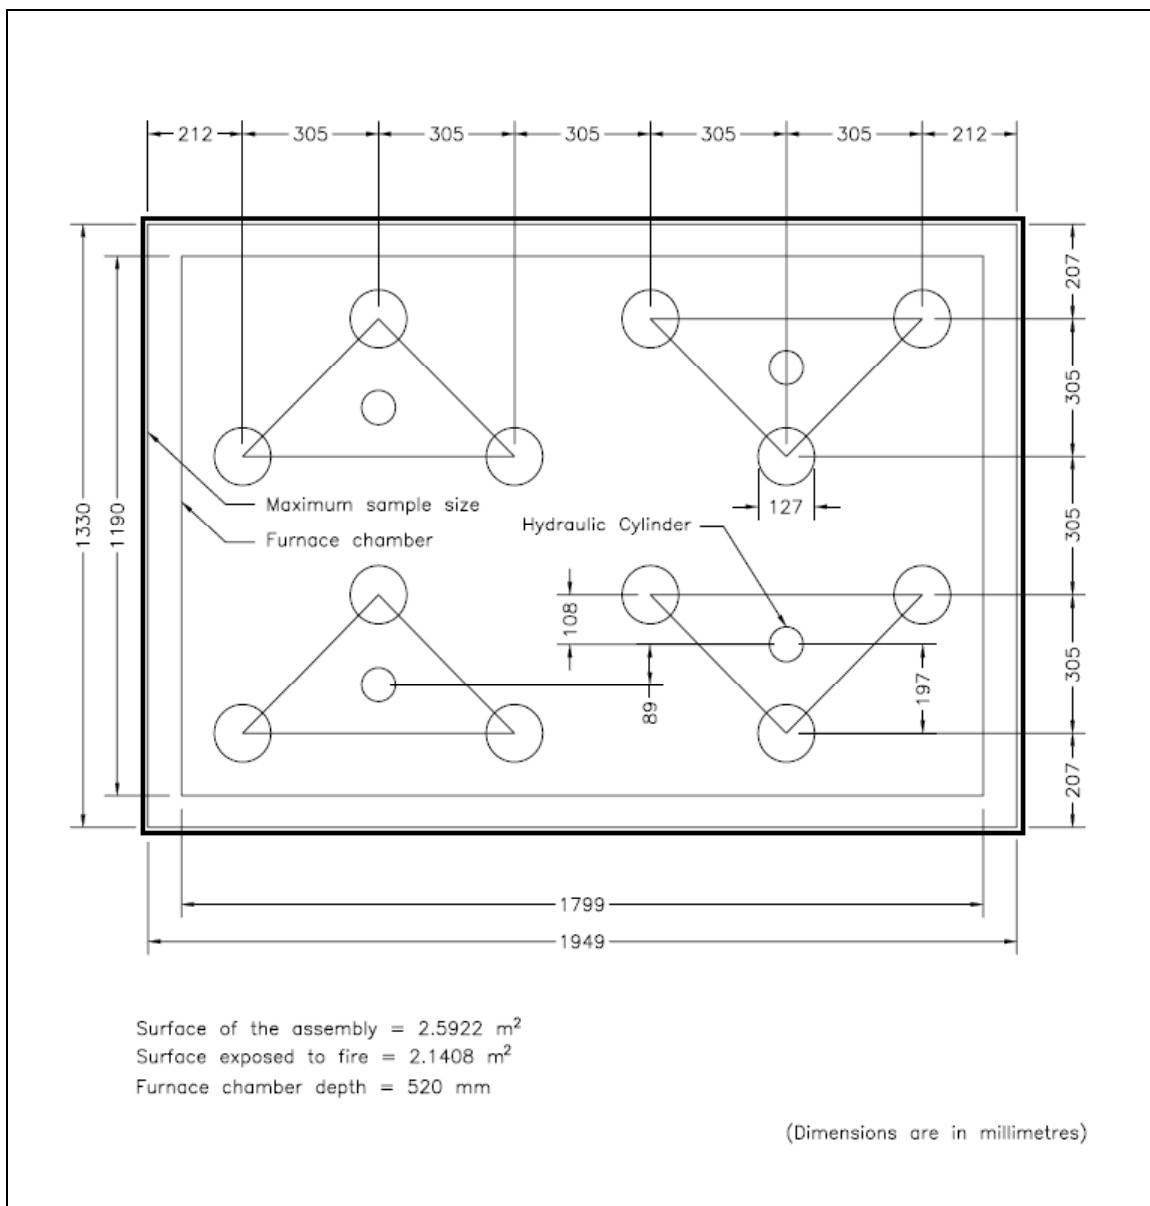 212 305 305 305 305 305 212
207
305
305
305
207
1330
1190
Maximum sample size
Furnace chamber
Hydraulic Cylinder
127
108
89
197
1799
1949
Surface of the assembly = 2.5922 m²
Surface exposed to fire = 2.1408 m²
Furnace chamber depth = 520 mm
(Dimensions are in millimetres)